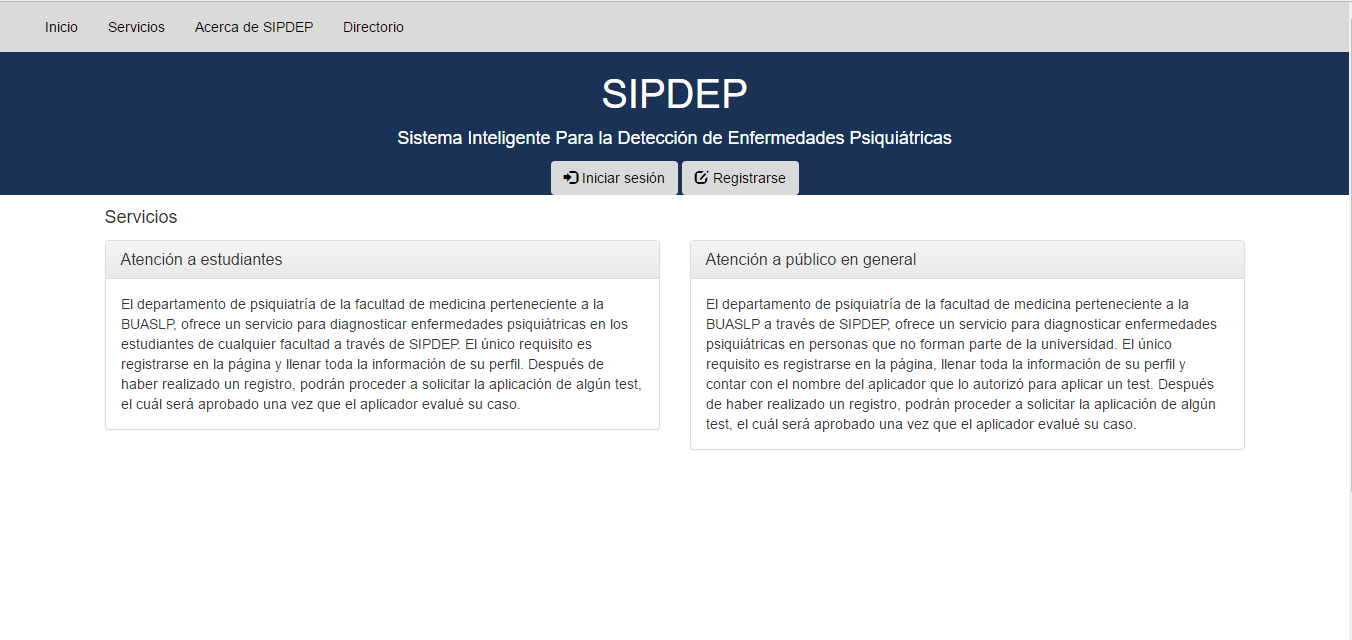 Inicio Servicios Acerca de SIPDEP Directorio
SIPDEP
Sistema Inteligente Para la Detección de Enfermedades Psiquiátricas
Iniciar sesión Registrarse
Servicios
Atención a estudiantes
El departamento de psiquiatría de la facultad de medicina perteneciente a la
BUASLP, ofrece un servicio para diagnosticar enfermedades psiquiátricas en los
estudiantes de cualquier facultad a través de SIPDEP. El único requisito es
registrarse en la página y llenar toda la información de su perfil. Después de
haber realizado un registro, podrán proceder a solicitar la aplicación de algún test,
el cuál será aprobado una vez que el aplicador evalué su caso.
Atención a público en general
El departamento de psiquiatría de la facultad de medicina perteneciente a la
BUASLP a través de SIPDEP, ofrece un servicio para diagnosticar enfermedades
psiquiátricas en personas que no forman parte de la universidad. El único
requisito es registrarse en la página, llenar toda la información de su perfil y
contar con el nombre del aplicador que lo autorizó para aplicar un test. Después
de haber realizado un registro, podrán proceder a solicitar la aplicación de algún
test, el cuál será aprobado una vez que el aplicador evalué su caso.